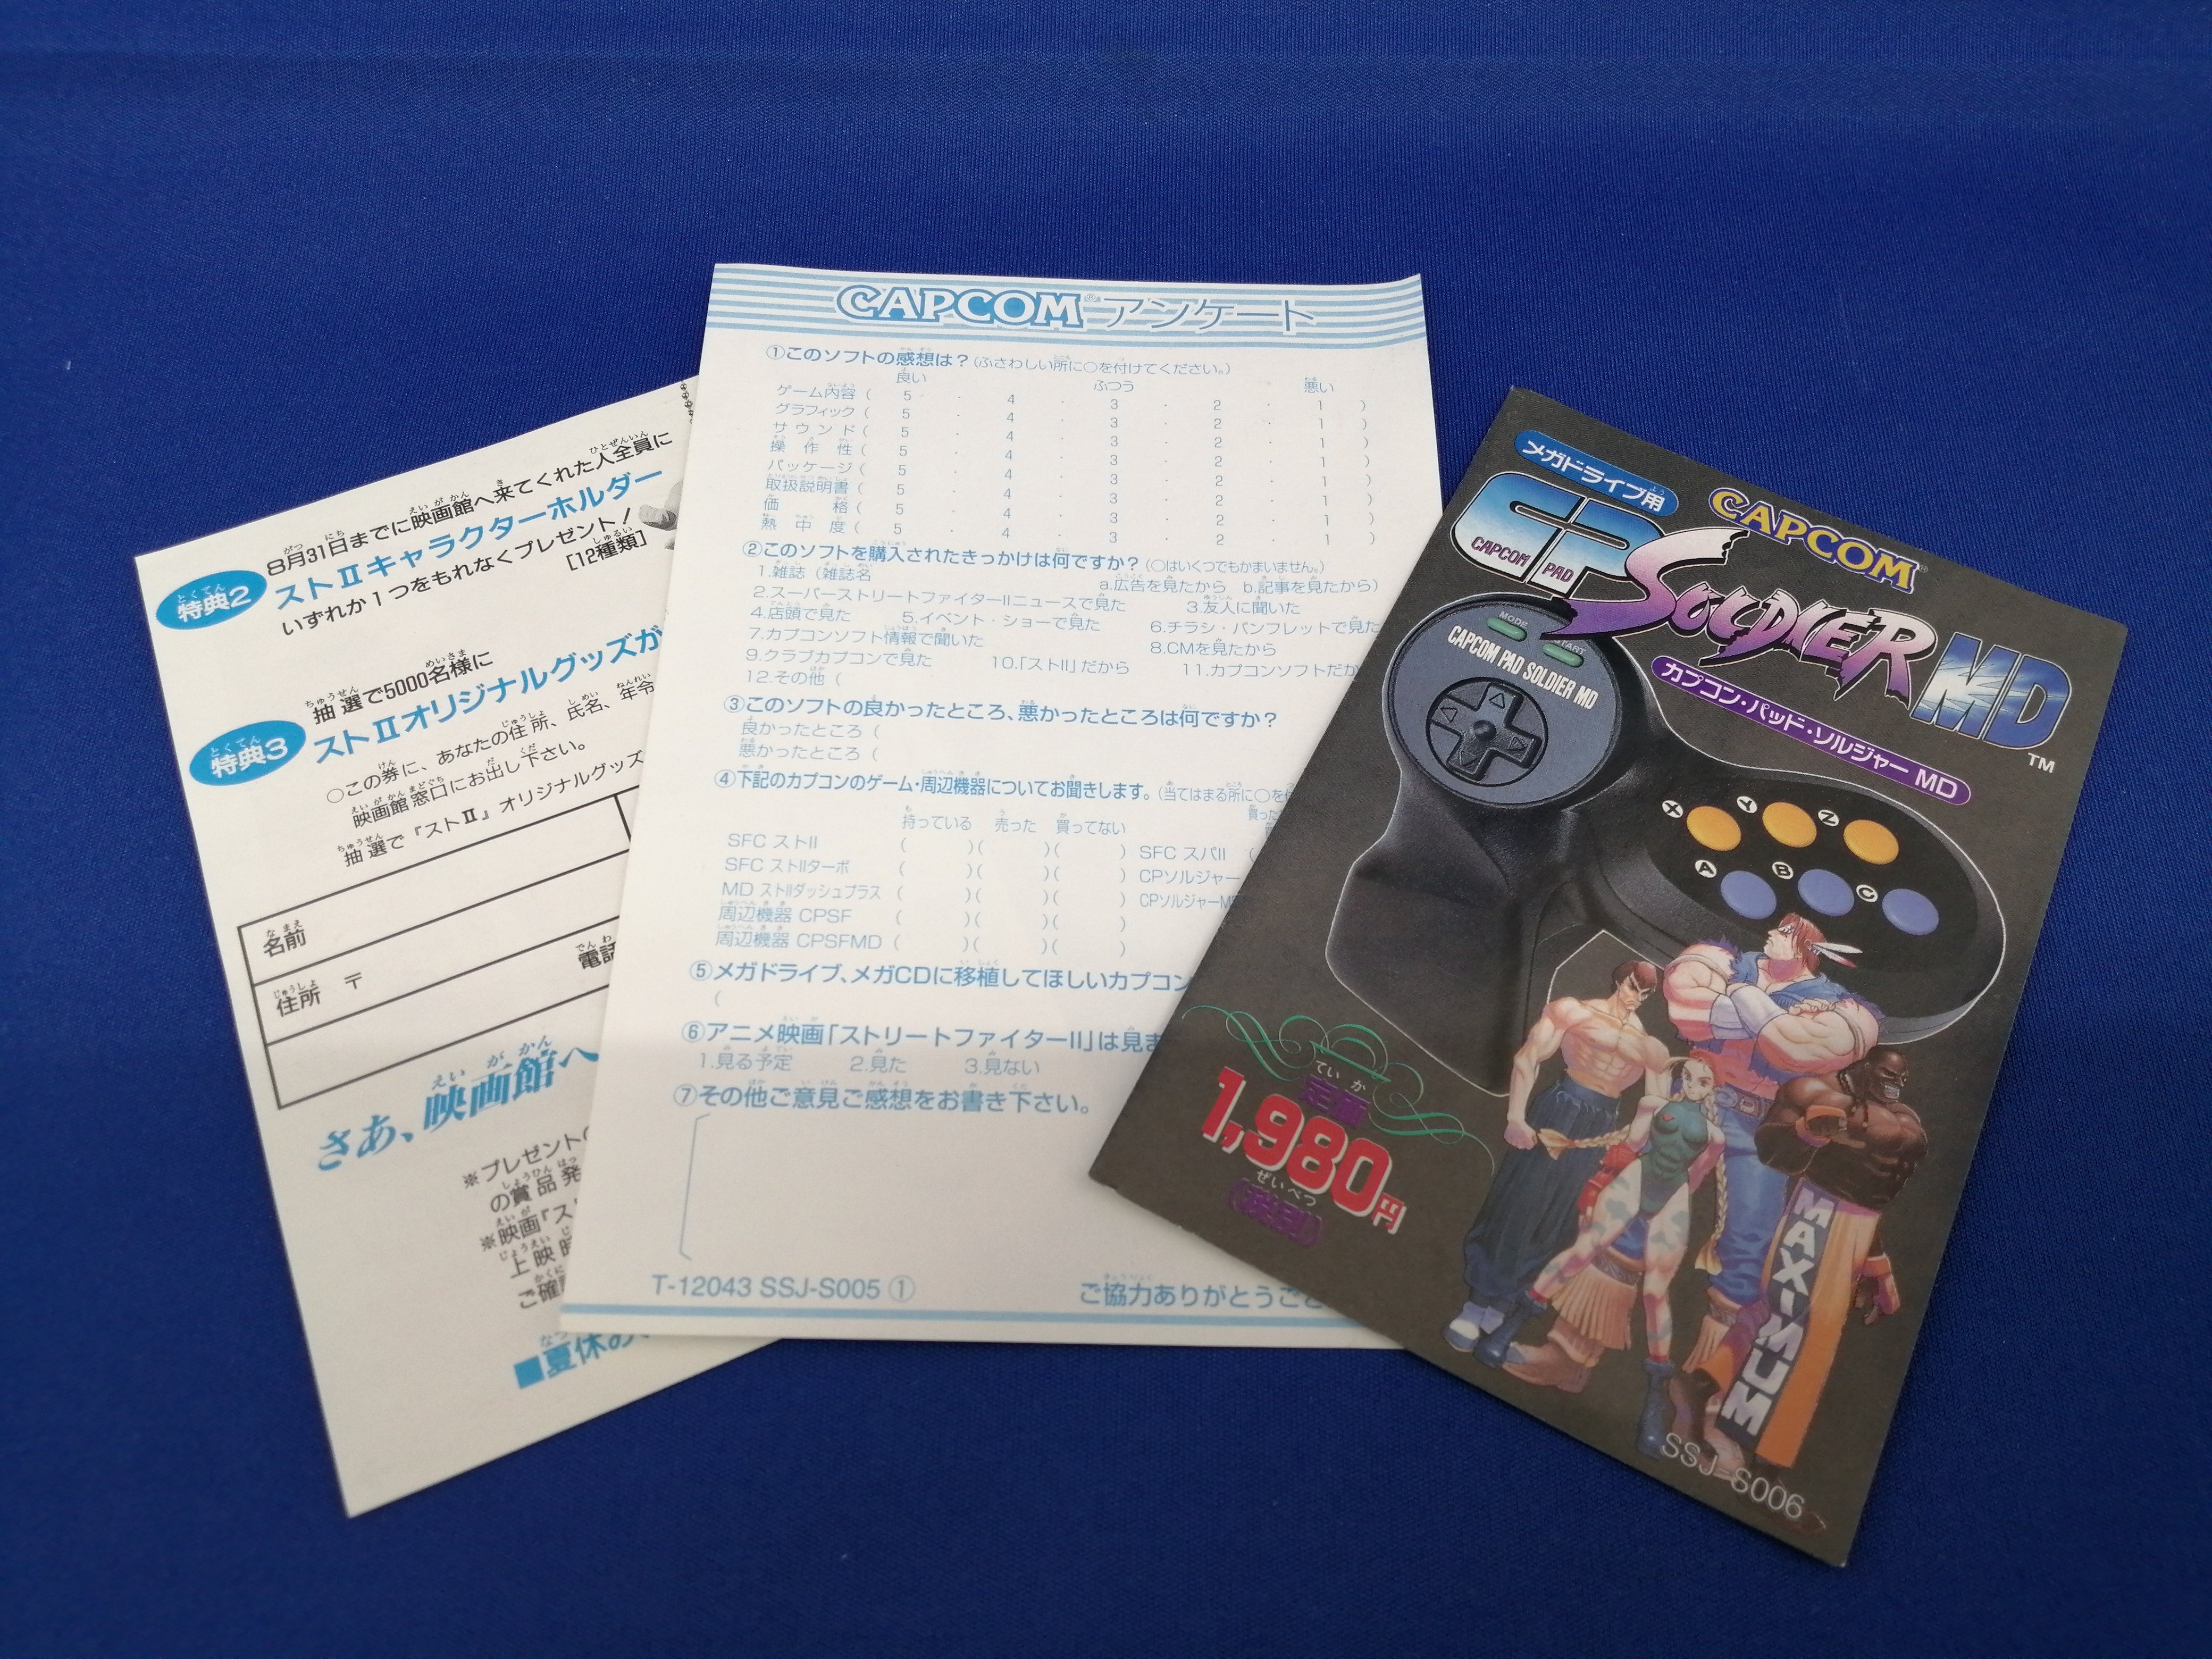 特典2
8月31日までに映画館へ来てくれた人全員に
ストIIキャラクターホルダー
いずれか1つをもれなくプレゼント!
[12種類]
特典3
抽選で5000名様に
ストIIオリジナルグッズが
○この券に、あなたの住所、氏名、年令
映画館窓口にお出し下さい。
抽選で『ストII』オリジナルグッズ
名前
住所 〒
電話
さあ、映画館へ
※プレゼントの
の賞品発
※映画『ス
上映時
ご確
■夏休み
CAPCOM®アンケート
①このソフトの感想は?(ふさわしい所に○を付けてください。)
良い ふつう 悪い
ゲーム内容( 5 ・ 4 ・ 3 ・ 2 ・ 1 )
グラフィック( 5 ・ 4 ・ 3 ・ 2 ・ 1 )
サウンド( 5 ・ 4 ・ 3 ・ 2 ・ 1 )
操作性( 5 ・ 4 ・ 3 ・ 2 ・ 1 )
パッケージ( 5 ・ 4 ・ 3 ・ 2 ・ 1 )
取扱説明書( 5 ・ 4 ・ 3 ・ 2 ・ 1 )
価格( 5 ・ 4 ・ 3 ・ 2 ・ 1 )
熱中度( 5 ・ 4 ・ 3 ・ 2 ・ 1 )
②このソフトを購入されたきっかけは何ですか?(○はいくつでもかまいません。)
1.雑誌(雑誌名 a.広告を見たから b.記事を見たから)
2.スーパーストリートファイターIIニュースで見た 3.友人に聞いた
4.店頭で見た 5.イベント・ショーで見た 6.チラシ・パンフレットで見た
7.カプコンソフト情報で聞いた 8.CMを見たから
9.クラブカプコンで見た 10.「ストII」だから 11.カプコンソフトだか
12.その他(
③このソフトの良かったところ、悪かったところは何ですか?
良かったところ(
悪かったところ(
④下記のカプコンのゲーム・周辺機器についてお聞きします。(当てはまる所に○を
持っている 売った 買ってない 買った
SFC ストII ( )( )( ) SFC スパII (
SFC ストIIターボ ( )( )( ) CPソルジャー
MD ストIIダッシュプラス ( )( )( ) CPソルジャーM
周辺機器 CPSF ( )( )( )
周辺機器 CPSFMD ( )( )( )
⑤メガドライブ、メガCDに移植してほしいカプコン
(
⑥アニメ映画「ストリートファイターII」は見ま
1.見る予定 2.見た 3.見ない
⑦その他ご意見ご感想をお書き下さい。
T-12043 SSJ-S005 ①
ご協力ありがとうござ
メガドライブ用
CAPCOM®
CP
CAPCOM PAD
SOLDIER MD
TM
カプコン・パッド・ソルジャー MD
MODE
START
CAPCOM PAD SOLDIER MD
X Y Z
A B C
定価
1,980円
(税別)
MAXIMUM
SSJ-S006